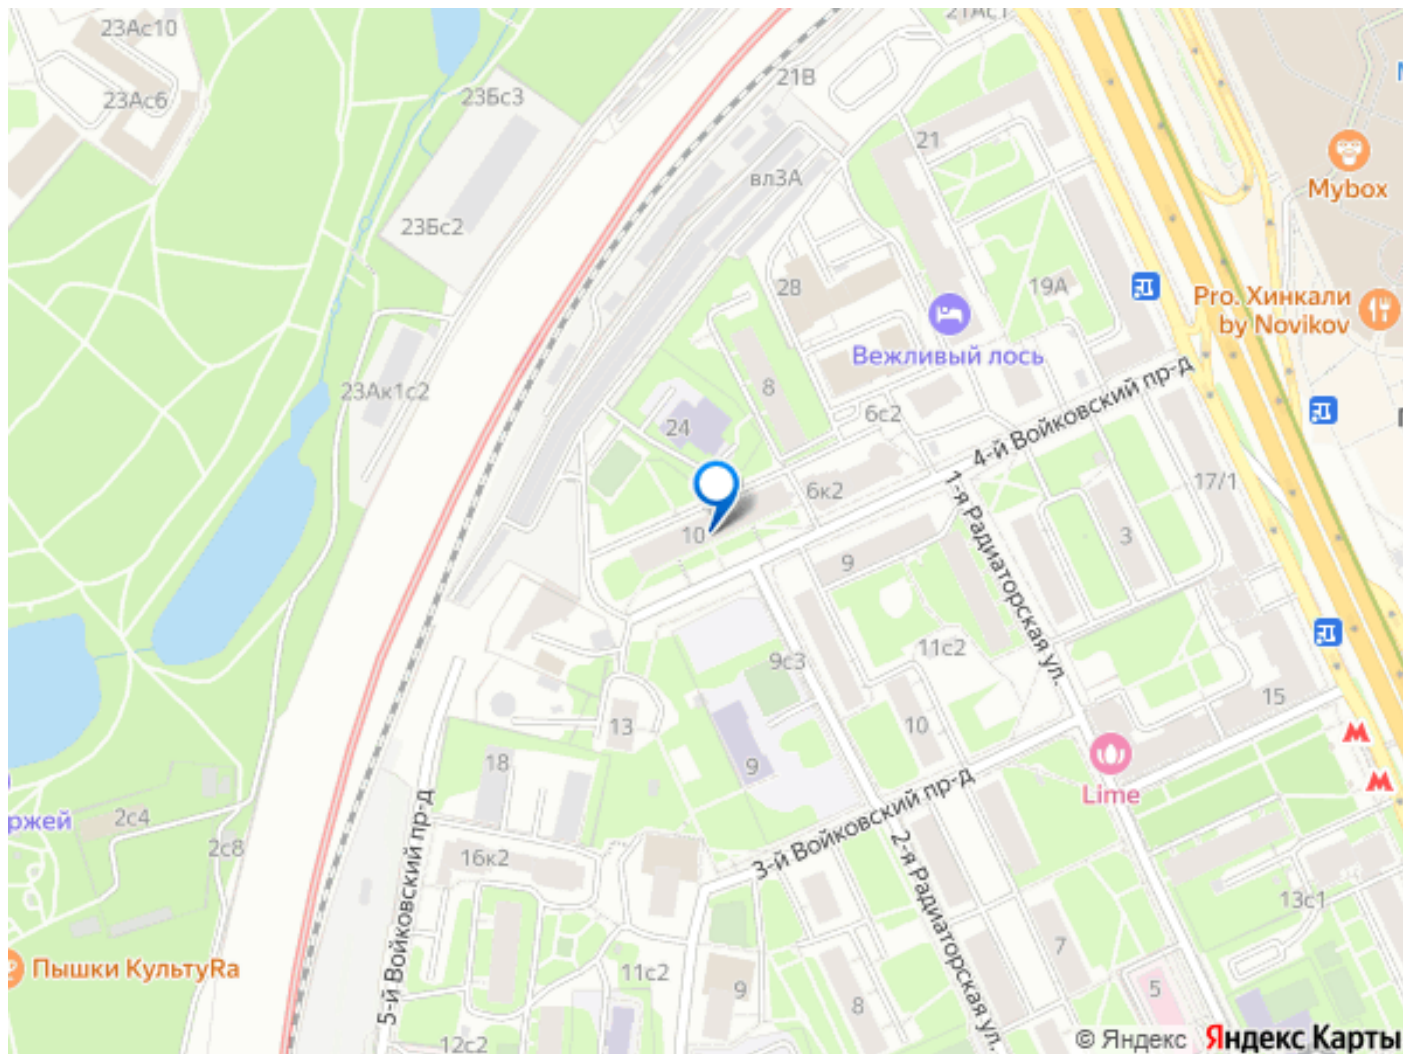 23Ас10
21Ас1
23Ас6
23Бс3
21В
21
вл3А
Mybox
23Бс2
28
19А
Pro. Хинкали
by Novikov
Вежливый лось
23Ак1с2
8
6с2
4-й Войковский пр-д
24
6к2
17/1
1-я Радиаторская ул.
10
9
3
9с3
11с2
13
10
15
18
9
Lime
ржей
2с4
2с8
16к2
3-й Войковский пр-д
5-й Войковский пр-д
2-я Радиаторская ул.
13с1
Пышки КультуRa
11с2
9
7
8
5
12с2
© Яндекс Яндекс Карты